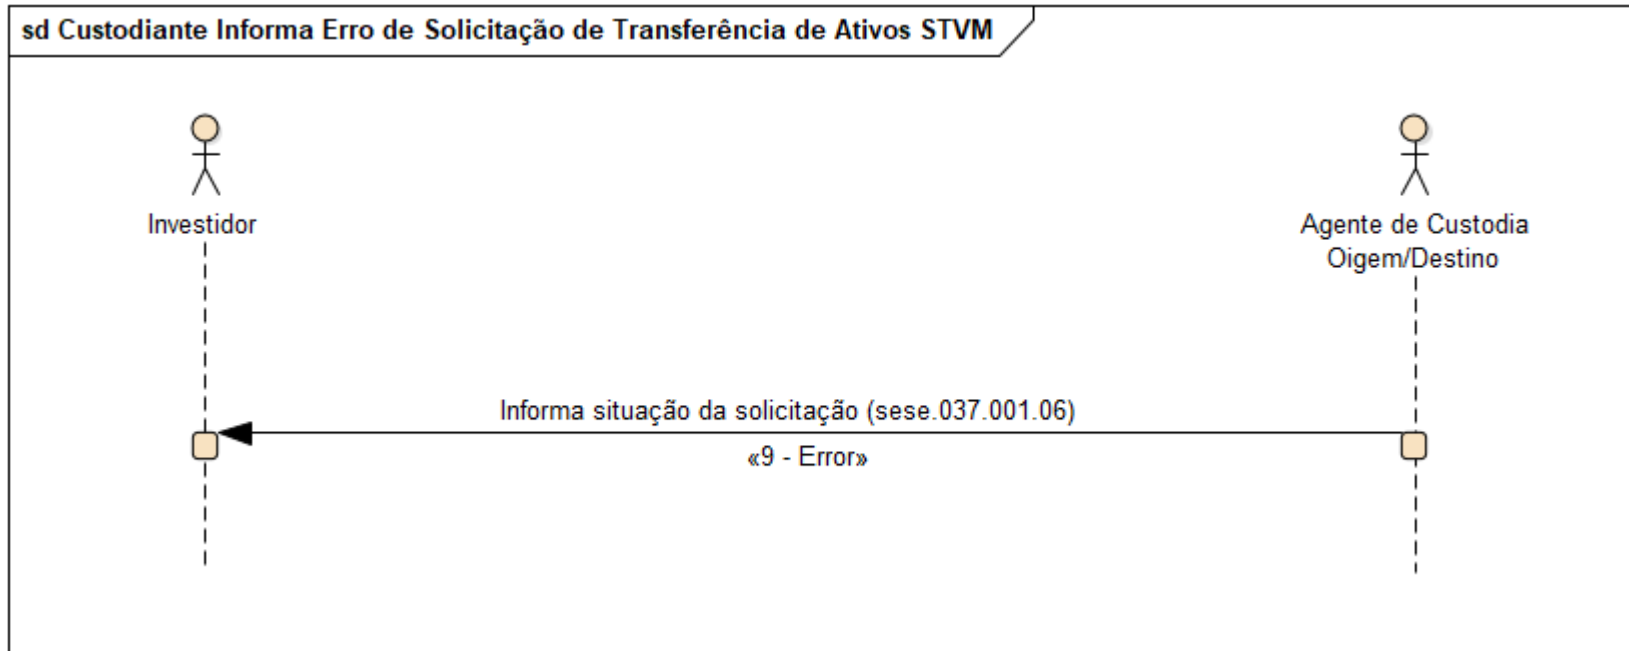 sd Custodiante Informa Erro de Solicitação de Transferência de Ativos STVM
Investidor
Agente de Custodia
Oigem/Destino
Informa situação da solicitação (sese.037.001.06)
«9 - Error»